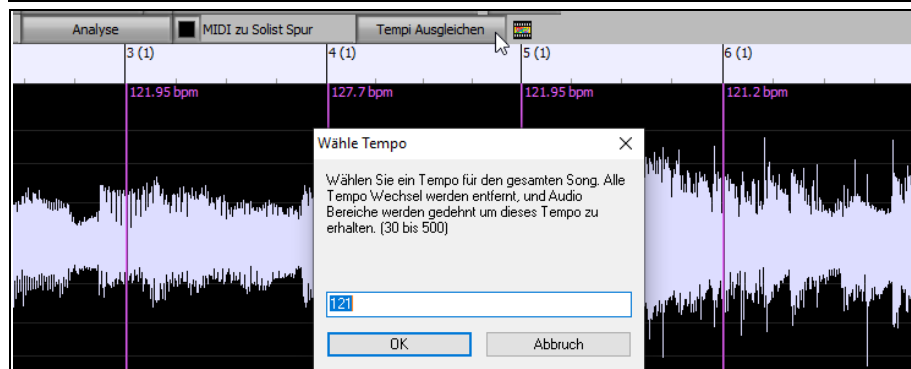 Analyse MIDI zu Solist Spur Tempi Ausgleichen
3 (1) 4 (1) 5 (1) 6 (1)
121.95 bpm 127.7 bpm 121.95 bpm 121.2 bpm
Wähle Tempo
Wählen Sie ein Tempo für den gesamten Song. Alle
Tempo Wechsel werden entfernt, und Audio
Bereiche werden gedehnt um dieses Tempo zu
erhalten. (30 bis 500)
121
OK Abbruch